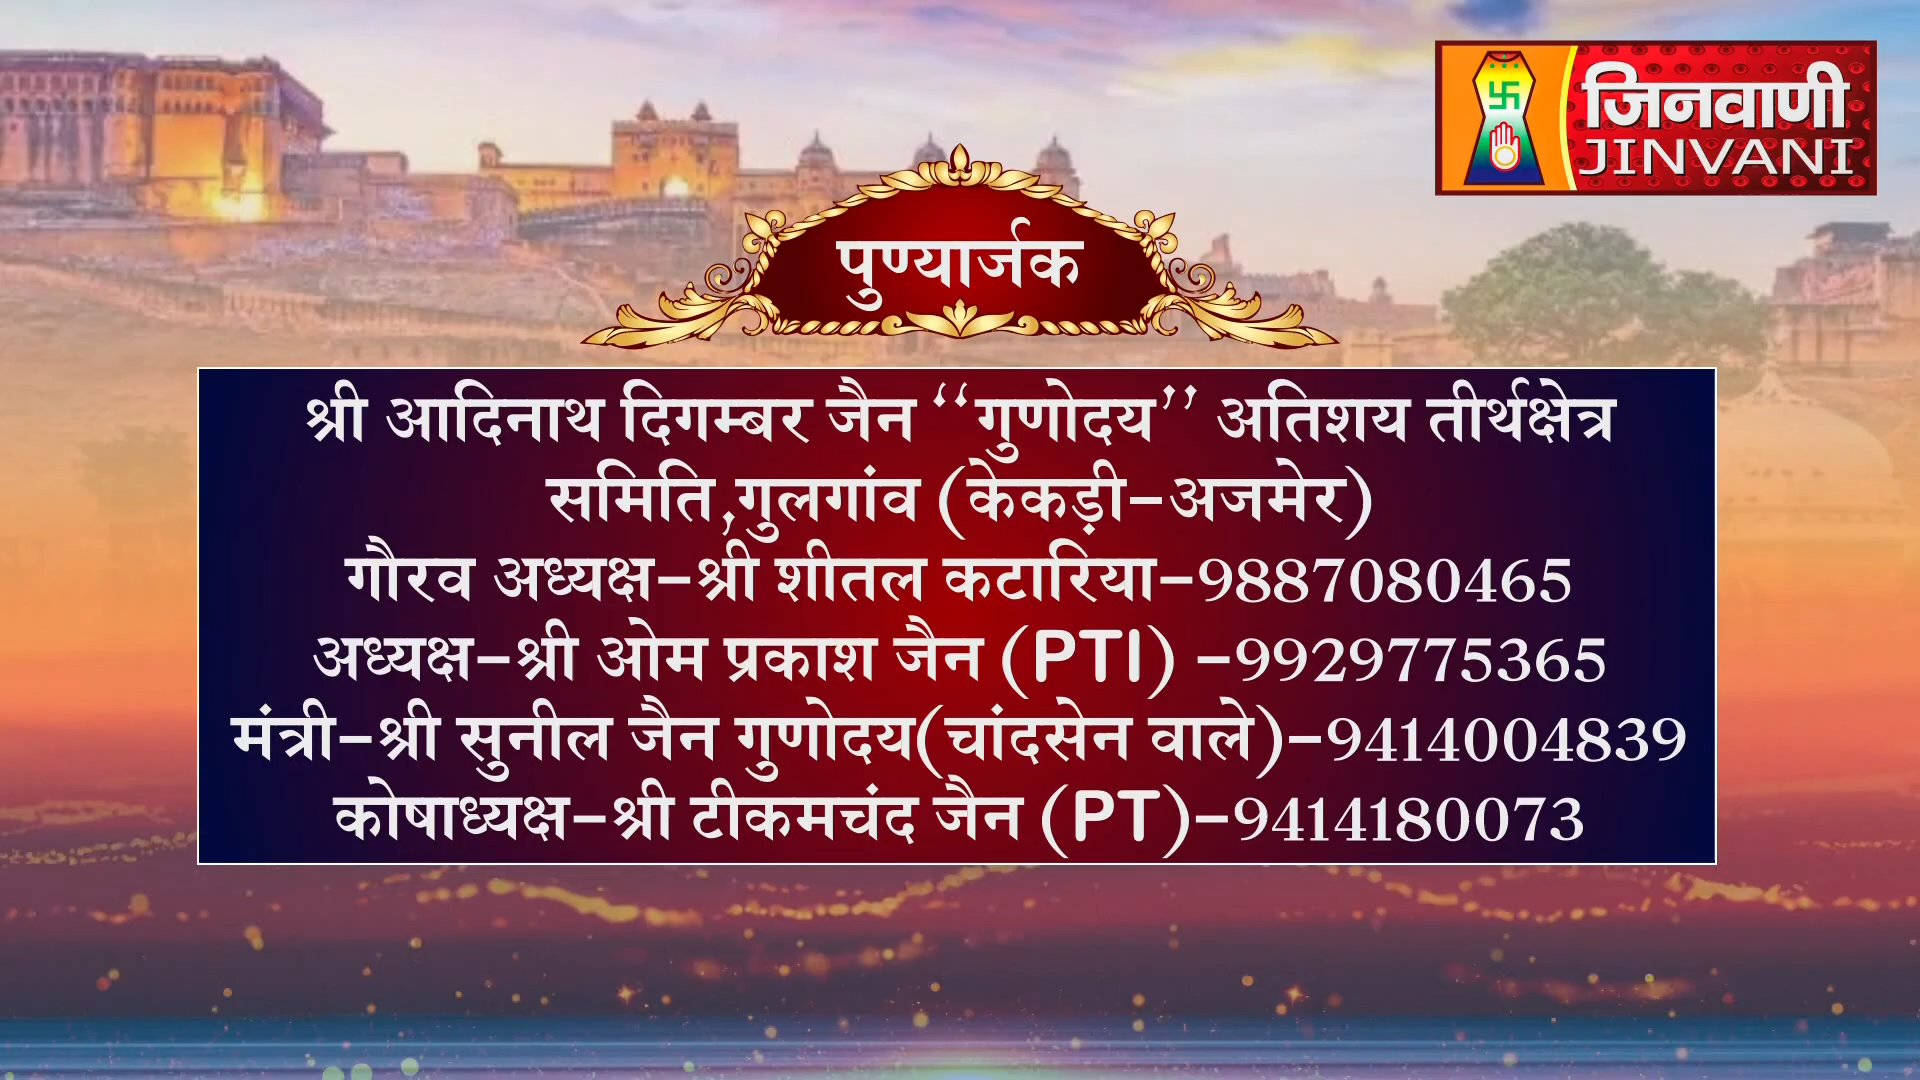 जिनवाणी
JINVANI
पुण्यार्जक
श्री आदिनाथ दिगम्बर जैन ‘‘गुणोदय’’ अतिशय तीर्थक्षेत्र
समिति,गुलगांव (केकड़ी-अजमेर)
गौरव अध्यक्ष-श्री शीतल कटारिया-9887080465
अध्यक्ष-श्री ओम प्रकाश जैन (PTI) -9929775365
मंत्री-श्री सुनील जैन गुणोदय(चांदसेन वाले)-9414004839
कोषाध्यक्ष-श्री टीकमचंद जैन (PT)-9414180073